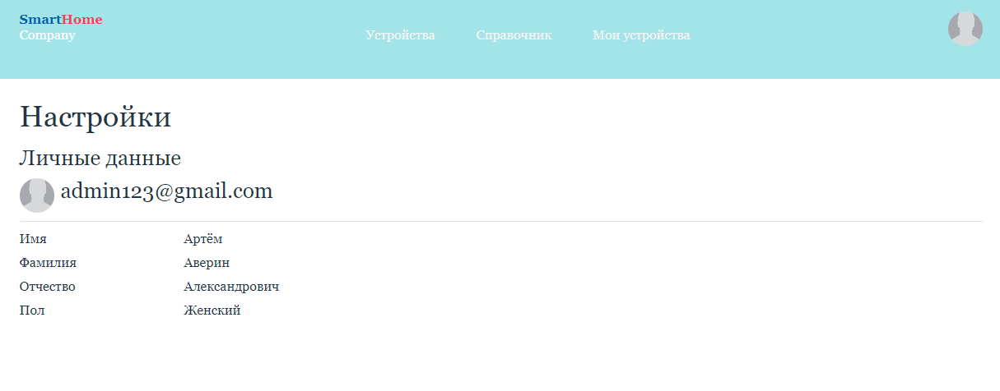 SmartHome
Company
Устройства Справочник Мои устройства
Настройки
Личные данные
admin123@gmail.com
Имя Артём
Фамилия Аверин
Отчество Александрович
Пол Женский